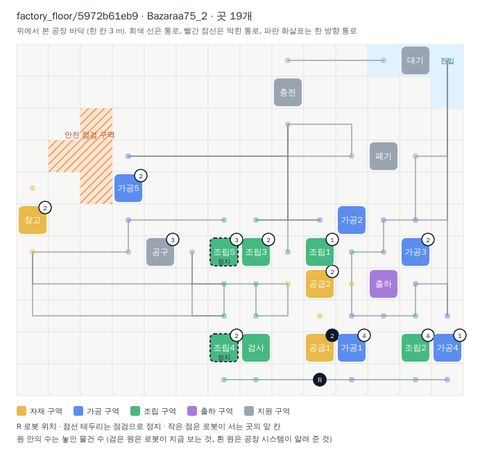 factory_floor/5972b61eb9 · Bazaraa75_2 · 곳 19개
위에서 본 공장 바닥 (한 칸 3 m). 회색 선은 통로, 빨간 점선은 막힌 통로, 파란 화살표는 한 방향 통로
대기
진입
충전
안전 점검 구역
폐기
2
가공5
2
창고
가공2
3
공구
3
조립5
정지
2
조립3
1
조립1
2
가공3
2
공급2
출하
2
조립4
정지
검사
2
공급1
4
가공1
4
조립2
1
가공4
R
자재 구역
가공 구역
조립 구역
출하 구역
지원 구역
R 로봇 위치 · 점선 테두리는 점검으로 정지 · 작은 점은 로봇이 서는 곳의 앞 칸
원 안의 수는 놓인 물건 수 (검은 원은 로봇이 지금 보는 것, 흰 원은 공장 시스템이 알려 준 것)